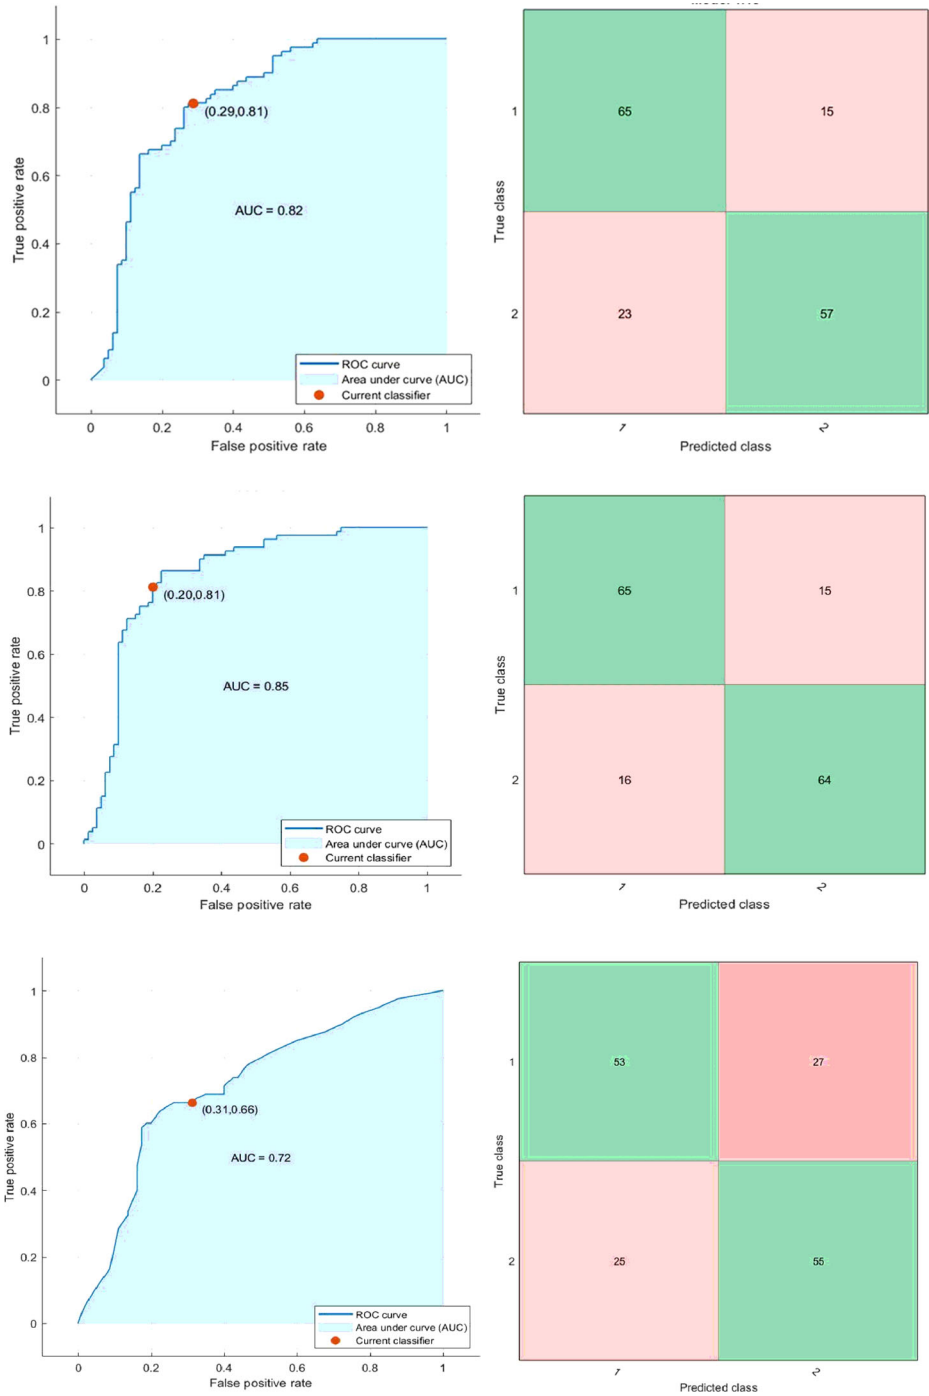 1
0.8
0.6
0.4
0.2
0
True positive rate
(0.29,0.81)
AUC = 0.82
ROC curve
Area under curve (AUC)
Current classifier
0 0.2 0.4 0.6 0.8 1
False positive rate
True class
1 65 15
2 23 57
1 2
Predicted class
1
0.8
0.6
0.4
0.2
0
True positive rate
(0.20,0.81)
AUC = 0.85
ROC curve
Area under curve (AUC)
Current classifier
0 0.2 0.4 0.6 0.8 1
False positive rate
True class
1 65 15
2 16 64
1 2
Predicted class
1
0.8
0.6
0.4
0.2
0
True positive rate
(0.31,0.66)
AUC = 0.72
ROC curve
Area under curve (AUC)
Current classifier
0 0.2 0.4 0.6 0.8 1
False positive rate
True class
1 53 27
2 25 55
1 2
Predicted class